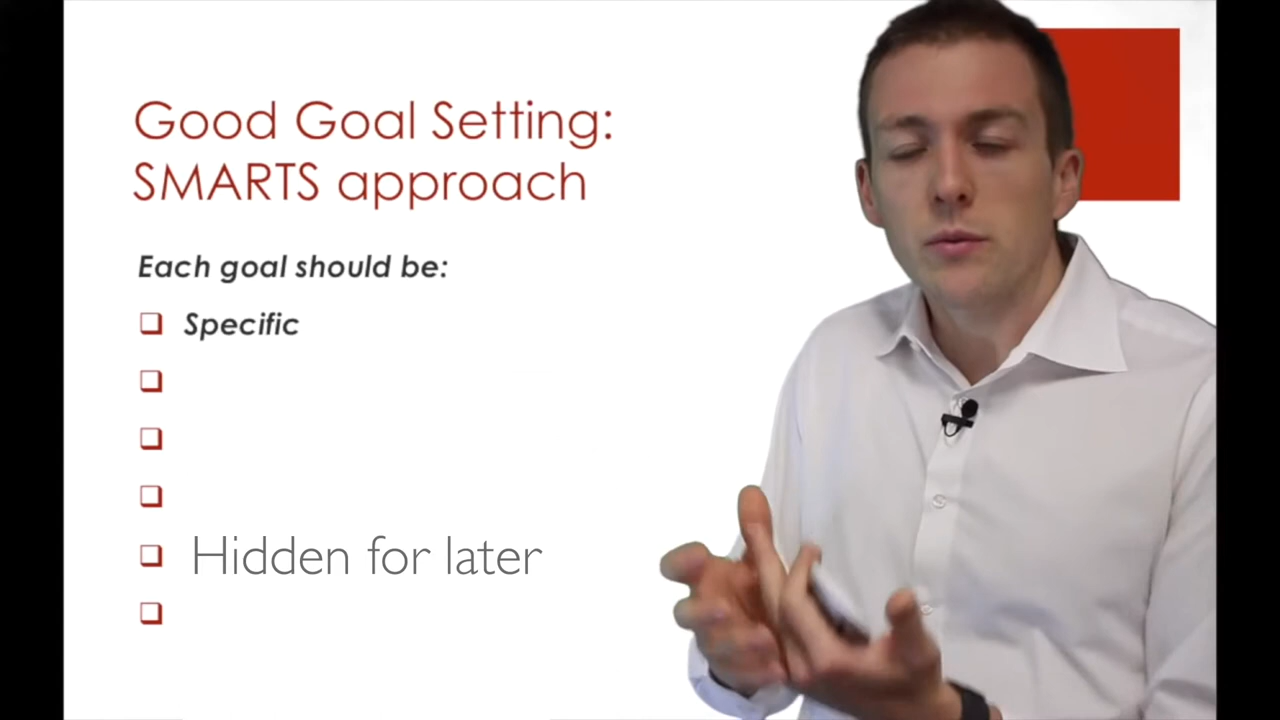 Good Goal Setting:
SMARTS approach
Each goal should be:
Specific
Hidden for later